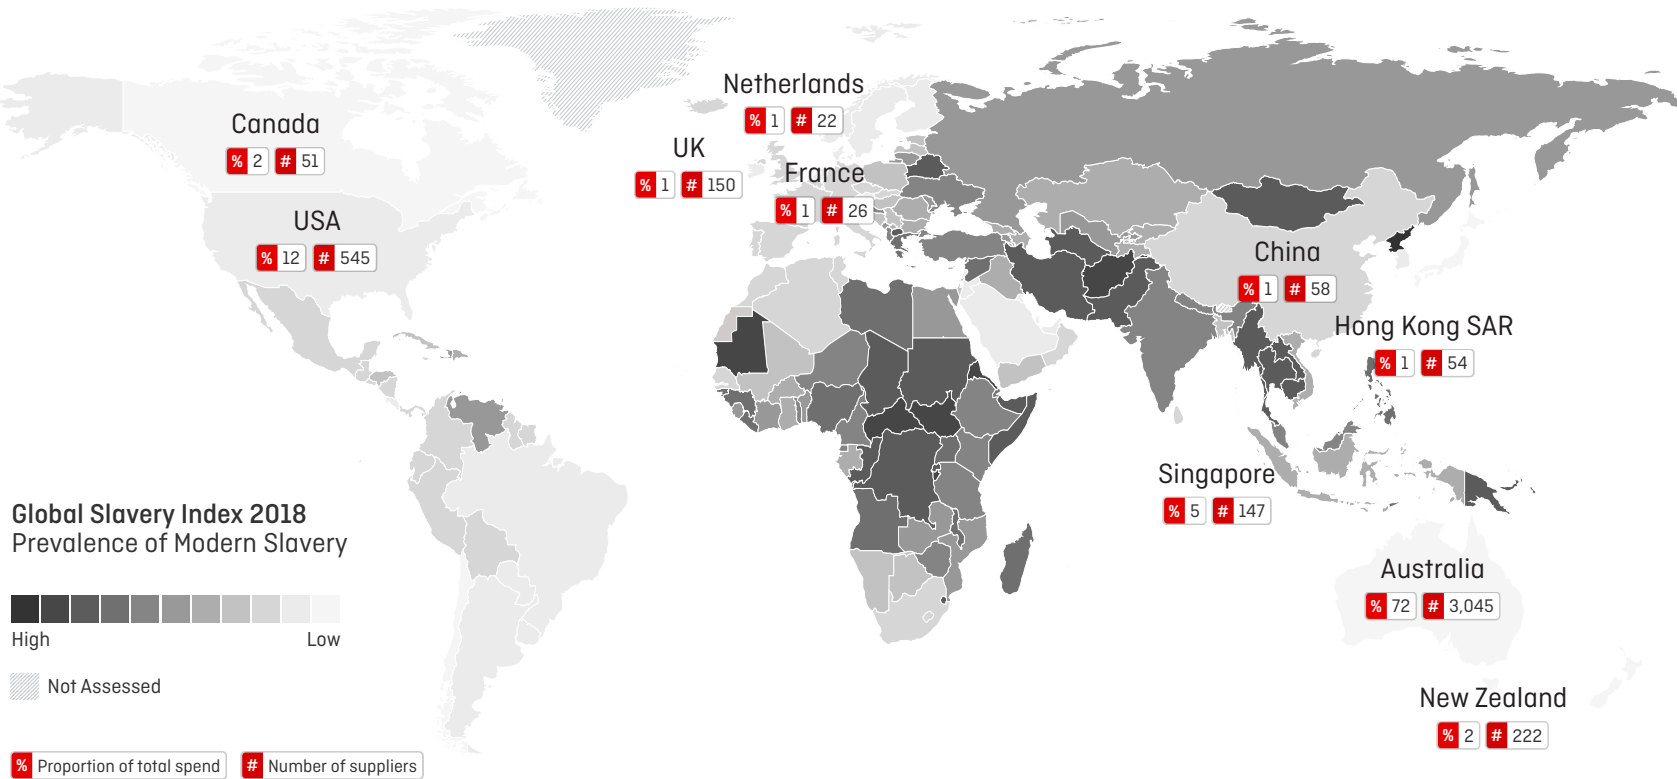 Netherlands
% 1 # 22
Canada
% 2 # 51
UK
% 1 # 150
France
% 1 # 26
USA
% 12 # 545
China
% 1 # 58
Hong Kong SAR
% 1 # 54
Singapore
% 5 # 147
Global Slavery Index 2018
Prevalence of Modern Slavery
High Low
Not Assessed
Australia
% 72 # 3,045
New Zealand
% 2 # 222
% Proportion of total spend # Number of suppliers